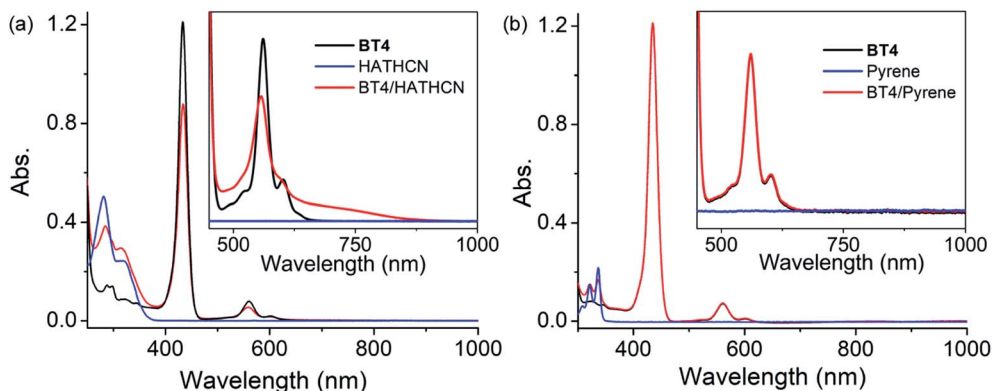 (a)
1.2
0.8
0.4
0.0
Abs.
400 600 800 1000
Wavelength (nm)
BT4
HATHCN
BT4/HATHCN
500 750 1000
Wavelength (nm)
(b)
1.2
0.8
0.4
0.0
Abs.
400 600 800 1000
Wavelength (nm)
BT4
Pyrene
BT4/Pyrene
500 750 1000
Wavelength (nm)